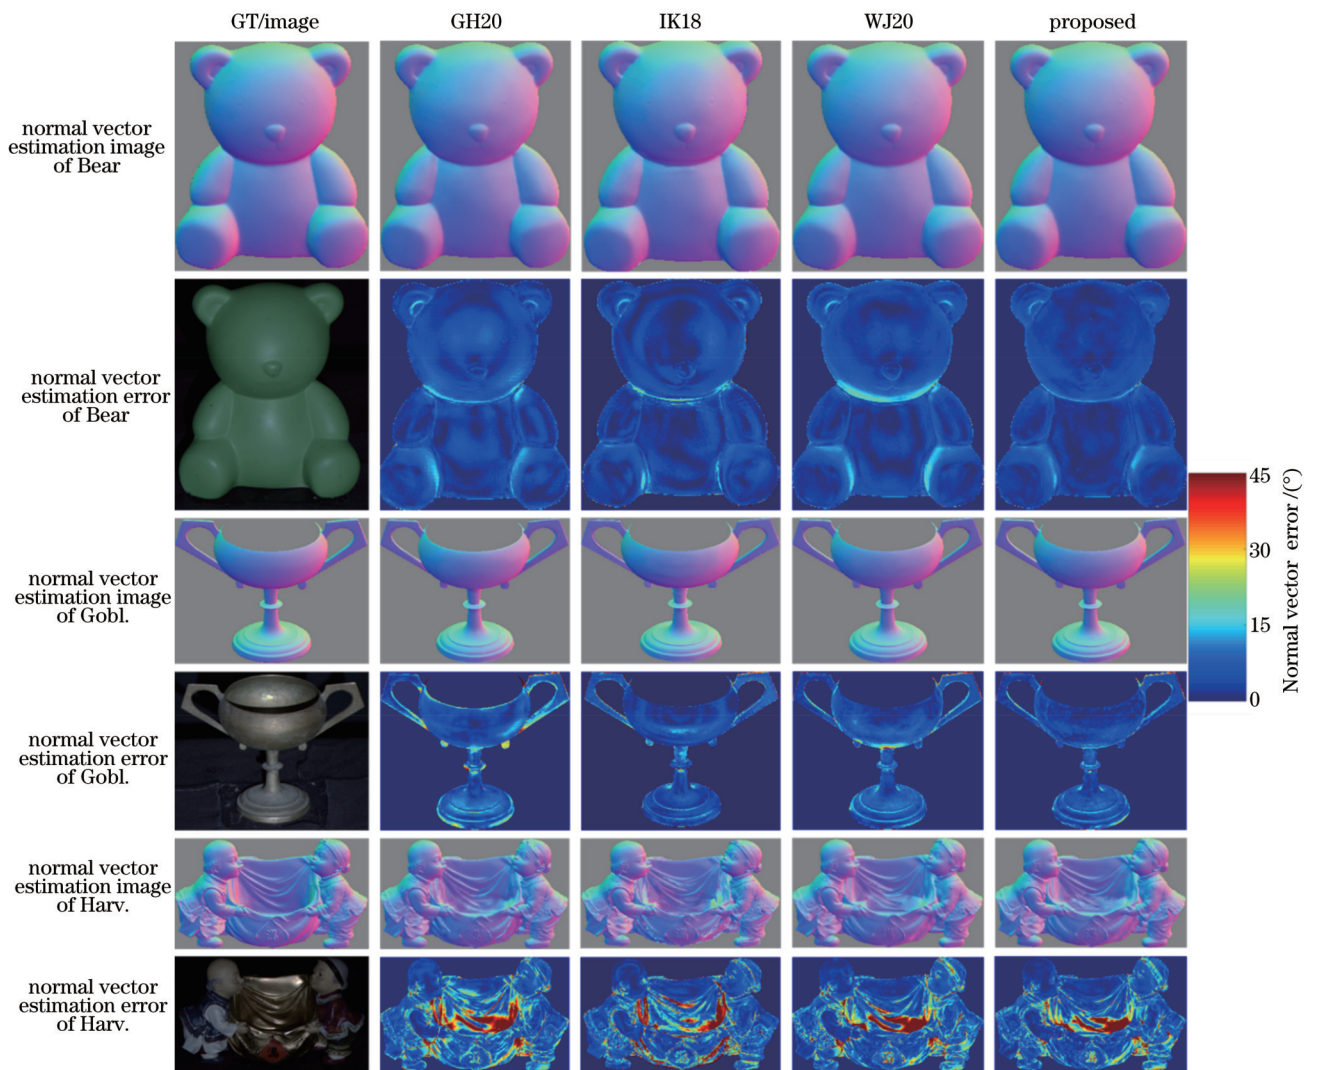 GT/image GH20 IK18 WJ20 proposed
normal vector
estimation image
of Bear
normal vector
estimation error
of Bear
45
30
15
0
Normal vector error /(°)
normal vector
estimation image
of Gobl.
normal vector
estimation error
of Gobl.
normal vector
estimation image
of Harv.
normal vector
estimation error
of Harv.